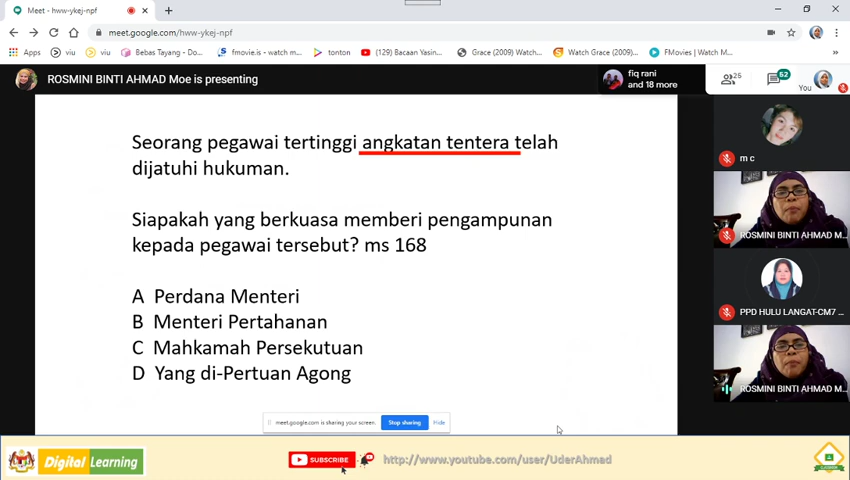 Meet - hww-ykej-npf
meet.google.com/hww-ykej-npf
Apps viu viu Bebas Tayang - Do... fmovie.is - watch m... tonton (129) Bacaan Yasin... Grace (2009) Watchc... Watch Grace (2009)... FMovies | Watch M...
ROSMINI BINTI AHMAD Moe is presenting
fiq rani
and 18 more
25
52
You
Seorang pegawai tertinggi angkatan tentera telah
dijatuhi hukuman.
Siapakah yang berkuasa memberi pengampunan
kepada pegawai tersebut? ms 168
A Perdana Menteri
B Menteri Pertahanan
C Mahkamah Persekutuan
D Yang di-Pertuan Agong
m c
ROSMINI BINTI AHMAD M...
PPD HULU LANGAT-CM7 ...
ROSMINI BINTI AHMAD M...
meet.google.com is sharing your screen.
Stop sharing
Hide
Digital Learning
SUBSCRIBE
http://www.youtube.com/user/UderAhmad